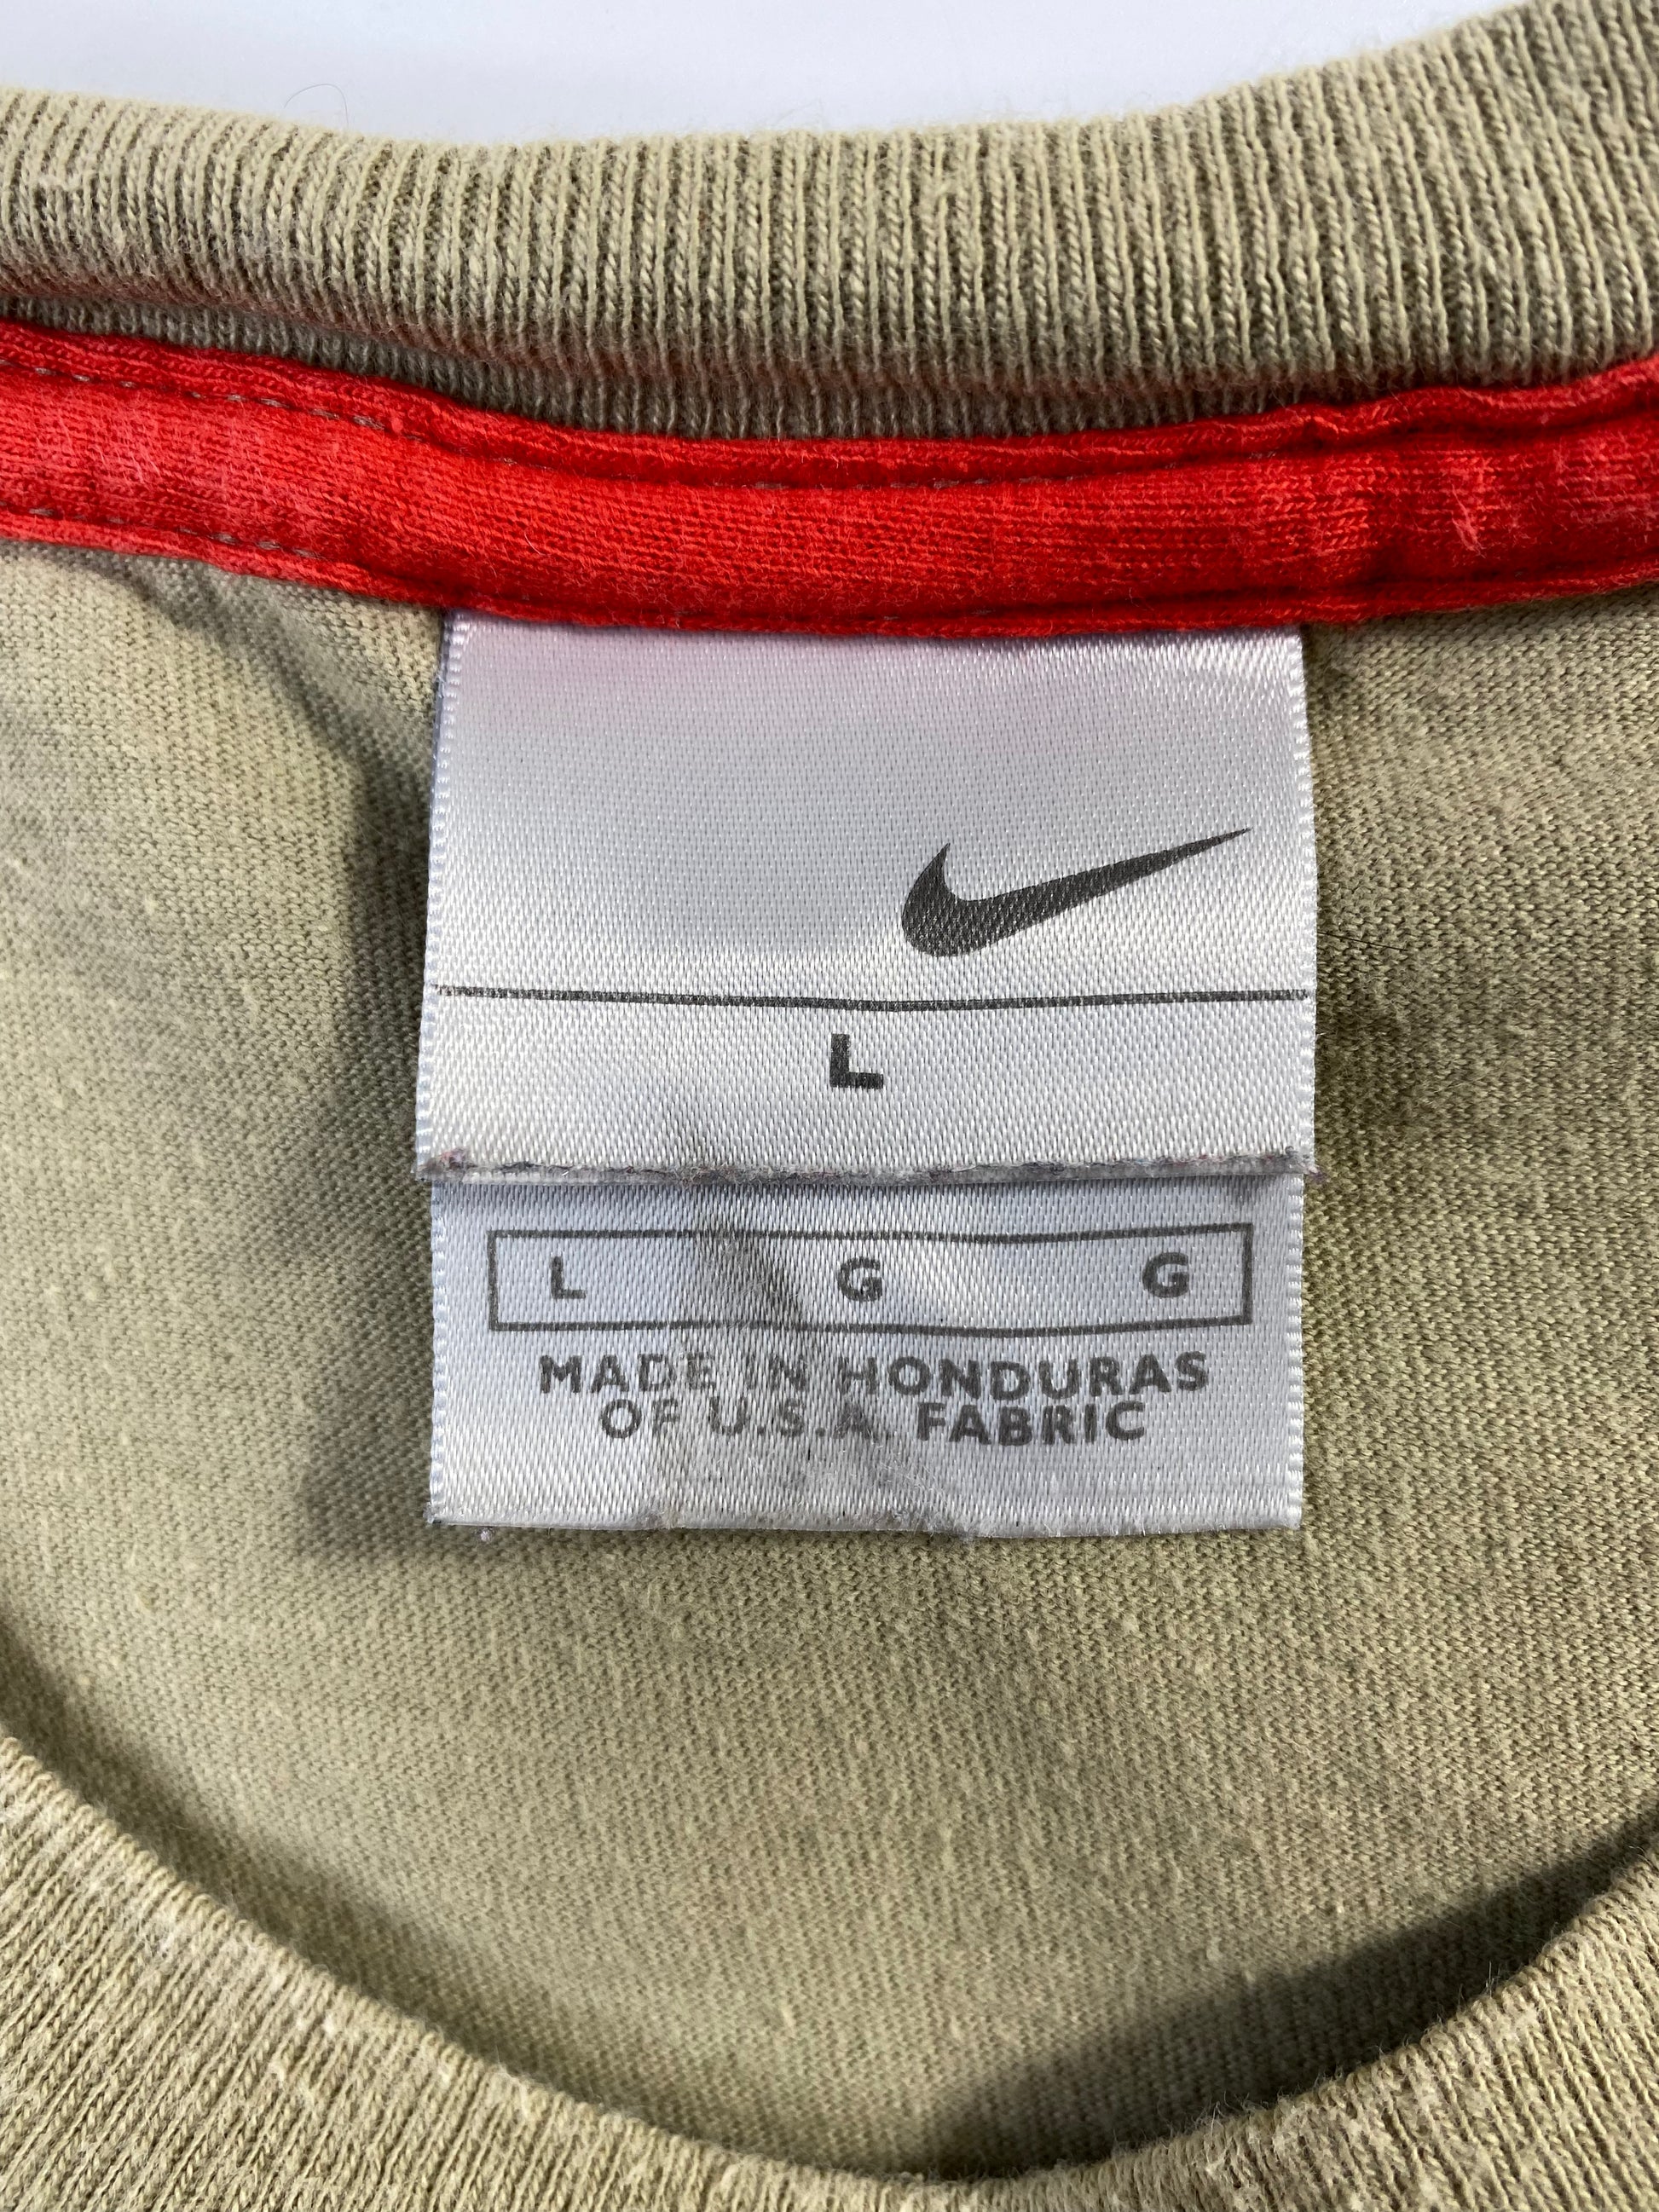 L
L G G
MADE IN HONDURAS
OF U.S.A. FABRIC